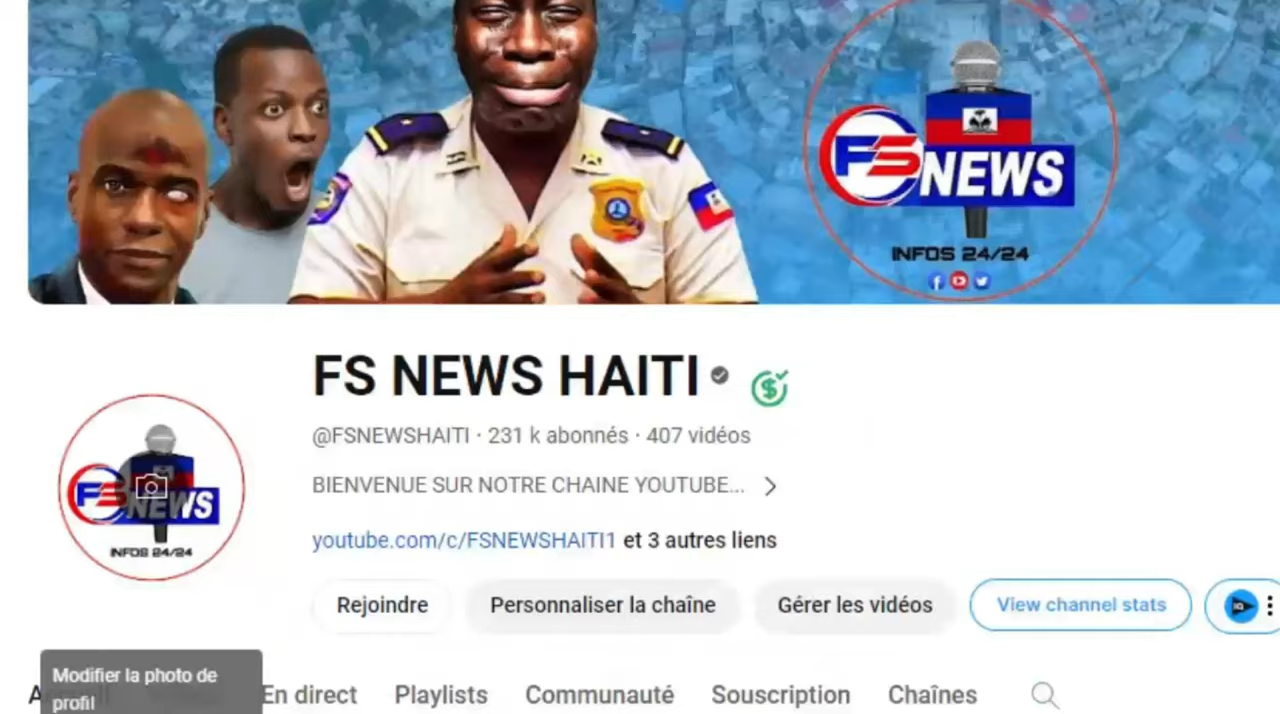 FS NEWS
INFOS 24/24
FS NEWS HAITI
@FSNEWSHAITI · 231 k abonnés · 407 vidéos
BIENVENUE SUR NOTRE CHAINE YOUTUBE...
youtube.com/c/FSNEWSHAITI1 et 3 autres liens
FS NEWS
INFOS 24/24
Rejoindre Personnaliser la chaîne Gérer les vidéos View channel stats IQ
Modifier la photo de
profil
En direct Playlists Communauté Souscription Chaînes